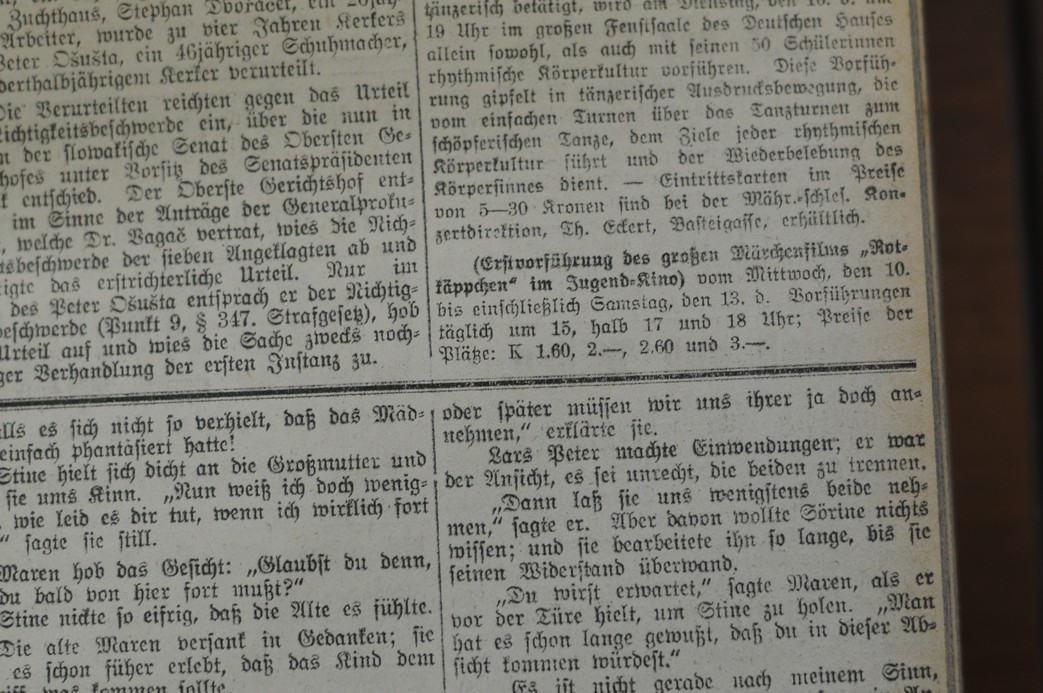 Zuchthaus, Stephan Dvoracek, ein
Arbeiter, wurde zu vier Jahren Kerkers
Peter Ošušta, ein 46jähriger Schuhmacher,
derthalbjährigem Kerker verurteilt.
Die Verurteilten reichten gegen das Urteil
ichtigkeitsbeschwerde ein, über die nun in
n der slowakische Senat des Obersten Ge-
hofes unter Vorsitz des Senatspräsidenten
k entschied. Der Oberste Gerichtshof ent-
im Sinne der Anträge der Generalproku-
, welche Dr. Vagač vertrat, wies die Nich-
tsbeschwerde der sieben Angeklagten ab und
tigte das erstrichterliche Urteil. Nur im
des Peter Ošušta entsprach er der Nichtig-
beschwerde (Punkt 9, § 347. Strafgesetz), hob
Urteil auf und wies die Sache zwecks noch-
ger Verhandlung der ersten Instanz zu.
tänzerisch betätigt, wird am Dienstag, den 16. d. um
19 Uhr im großen Festsaale des Deutschen Hauses
allein sowohl, als auch mit seinen 50 Schülerinnen
rhythmische Körperkultur vorführen. Diese Vorfüh-
rung gipfelt in tänzerischer Ausdrucksbewegung, die
vom einfachen Turnen über das Tanzturnen zum
schöpferischen Tanze, dem Ziele jeder rhythmischen
Körperkultur führt und der Wiederbelebung des
Körpersinnes dient. — Eintrittskarten im Preise
von 5—30 Kronen sind bei der Mähr.-schles. Kon-
zertdirektion, Th. Eckert, Basteigasse, erhältlich.
(Erstvorführung des großen Märchenfilms „Rot-
käppchen“ im Jugend-Kino) vom Mittwoch, den 10.
bis einschließlich Samstag, den 13. d. Vorführungen
täglich um 15, halb 17 und 18 Uhr; Preise der
Plätze: K 1.60, 2.—, 2.60 und 3.—.
lls es sich nicht so verhielt, daß das Mäd-
einfach phantasiert hatte!
Stine hielt sich dicht an die Großmutter und
sie ums Kinn. „Nun weiß ich doch wenig-
, wie leid es dir tut, wenn ich wirklich fort
“ sagte sie still.
Maren hob das Gesicht: „Glaubst du denn,
du bald von hier fort mußt?“
Stine nickte so eifrig, daß die Alte es fühlte.
Die alte Maren versank in Gedanken; sie
es schon füher erlebt, daß das Kind dem
was kommen sollte.
oder später müssen wir uns ihrer ja doch an-
nehmen,“ erklärte sie.
Lars Peter machte Einwendungen; er war
der Ansicht, es sei unrecht, die beiden zu trennen.
„Dann laß sie uns wenigstens beide neh-
men,“ sagte er. Aber davon wollte Sörine nichts
wissen; und sie bearbeitete ihn so lange, bis sie
seinen Widerstand überwand.
„Du wirst erwartet,“ sagte Maren, als er
vor der Türe hielt, um Stine zu holen. „Man
hat es schon lange gewußt, daß du in dieser Ab-
sicht kommen würdest.“
„Es ist nicht gerade nach meinem Sinn,